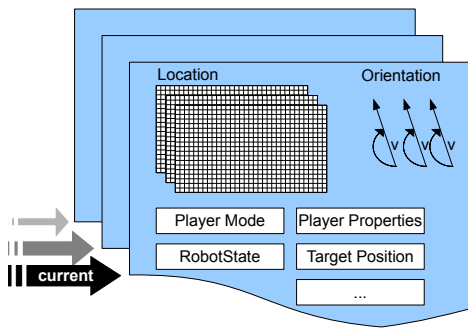 Location
Orientation
v v v
Player Mode
Player Properties
RobotState
Target Position
current
...